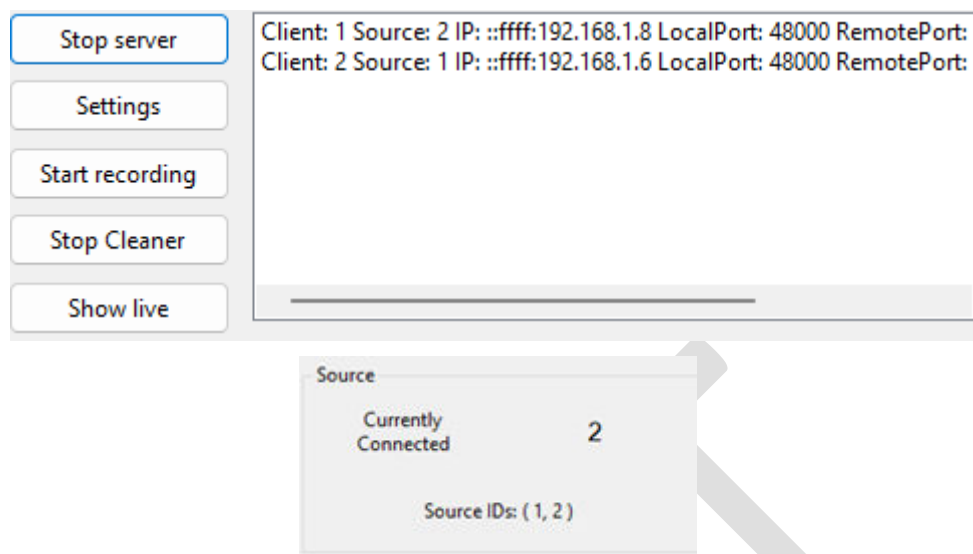 Stop server
Settings
Start recording
Stop Cleaner
Show live
Client: 1 Source: 2 IP: ::ffff:192.168.1.8 LocalPort: 48000 RemotePort:
Client: 2 Source: 1 IP: ::ffff:192.168.1.6 LocalPort: 48000 RemotePort:
Source
Currently
Connected
2
Source IDs: ( 1, 2 )